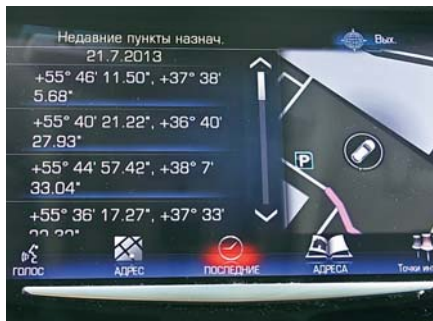 Недавние пункты назнач.
Вых.
21.7.2013
+55° 46' 11.50", +37° 38'
5.68"
+55° 40' 21.22", +36° 40'
27.93"
+55° 44' 57.42", +38° 7'
33.04"
+55° 36' 17.27", +37° 33'
P
ГОЛОС
АДРЕС
ПОСЛЕДНИЕ
АДРЕСА
Точки